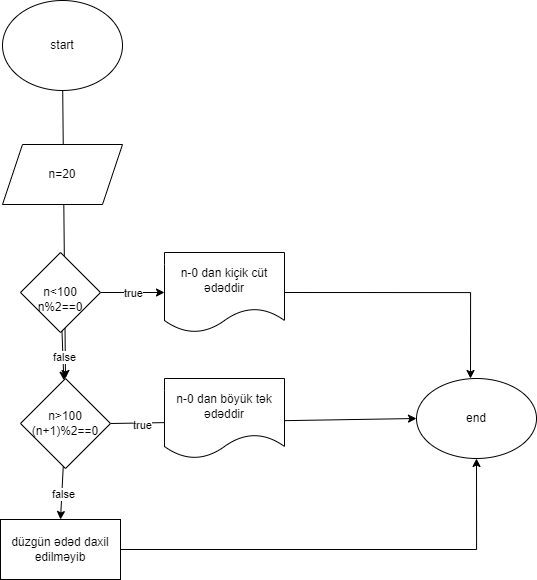 start
n=20
n<100
n%2==0
true
n-0 dan kiçik cüt
ədəddir
false
n>100
(n+1)%2==0
true
n-0 dan böyük tək
ədəddir
end
false
düzgün ədəd daxil
edilməyib